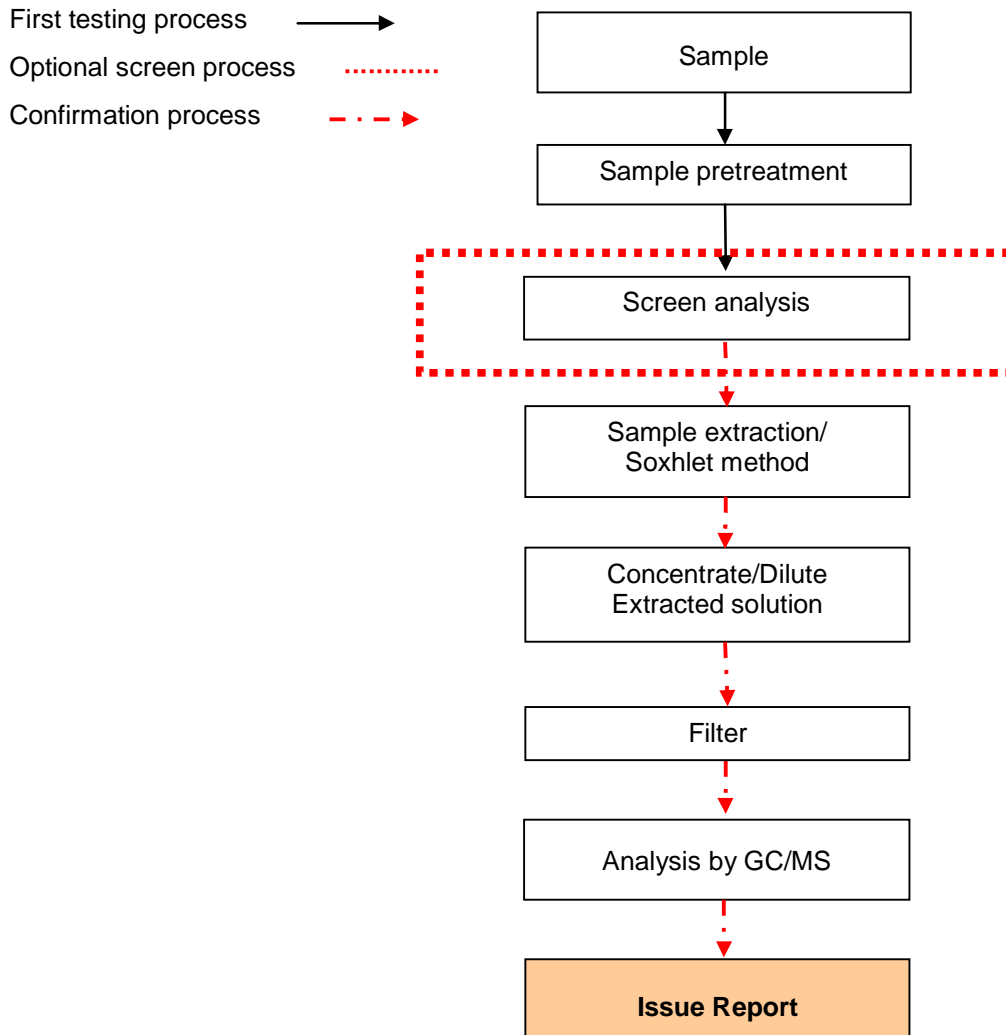 First testing process
Optional screen process
Confirmation process
Sample
Sample pretreatment
Screen analysis
Sample extraction/
Soxhlet method
Concentrate/Dilute
Extracted solution
Filter
Analysis by GC/MS
Issue Report